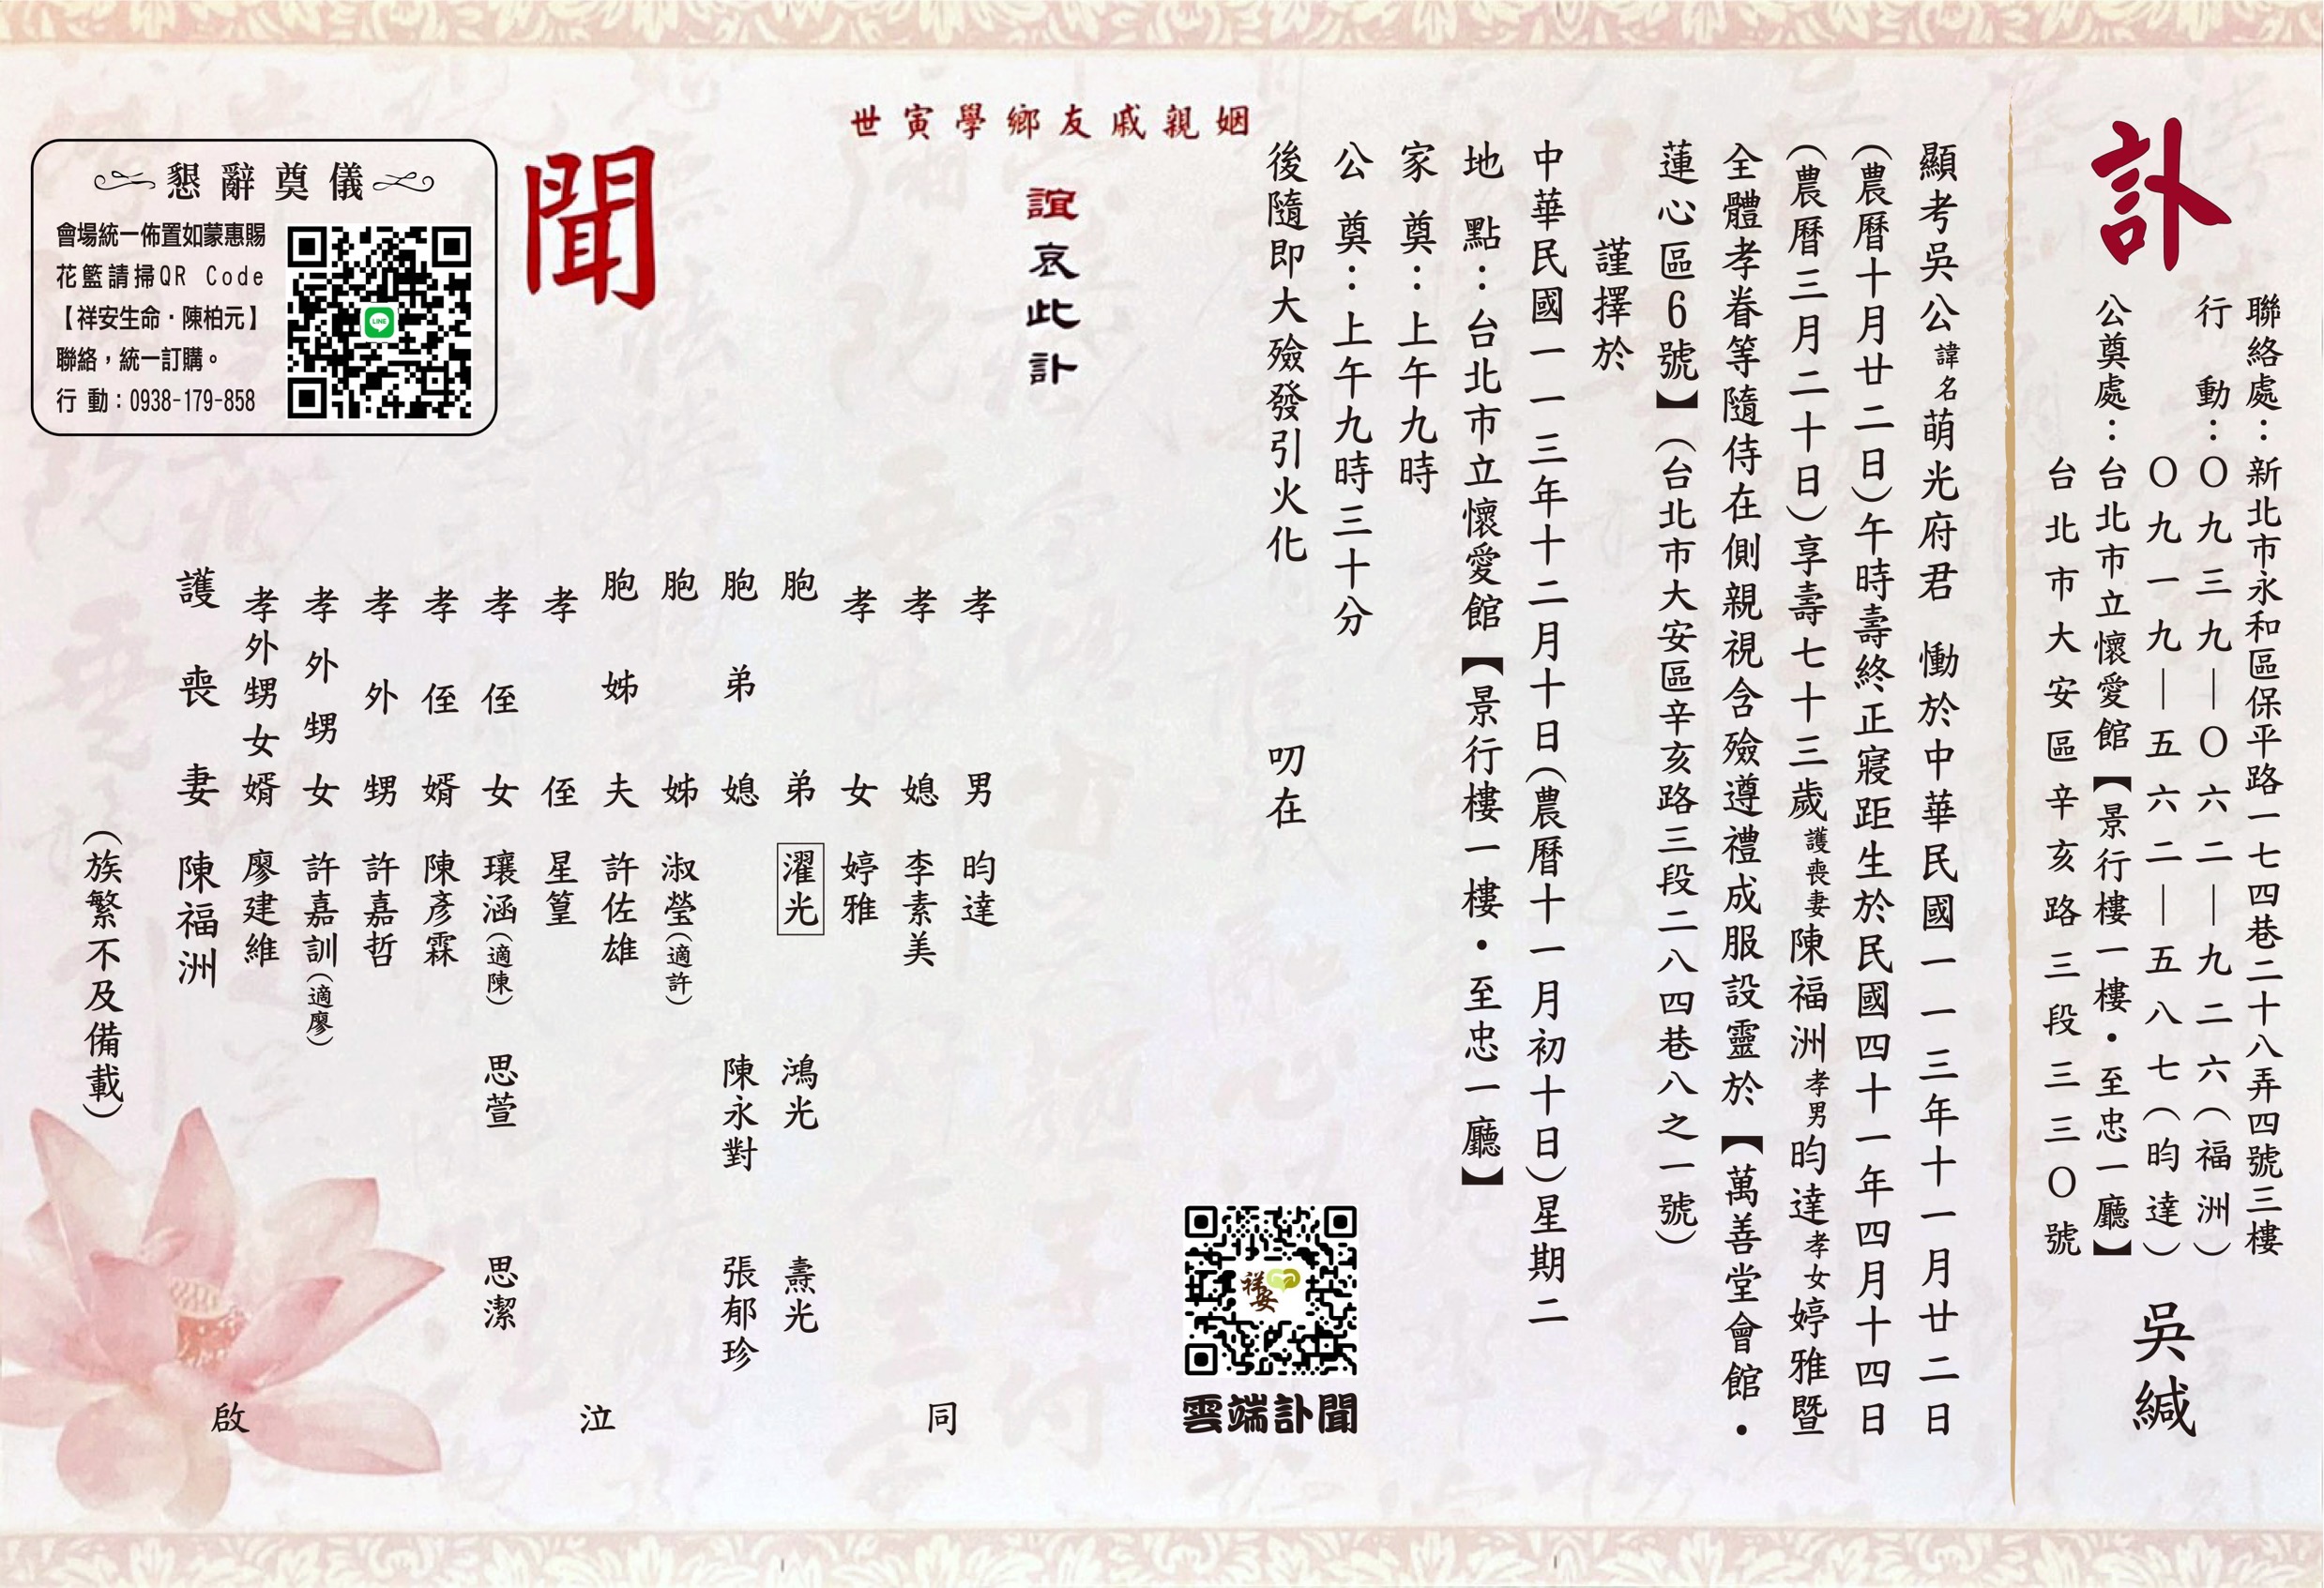 訃
聯絡處：新北市永和區保平路一七四巷二十八弄四號三樓
行　動：〇九三九－〇六二－九二六（福洲）
〇九一九－五六二－五八七（昀達）
公奠處：台北市立懷愛館【景行樓一樓・至忠一廳】
台北市大安區辛亥路三段三三〇號
吳緘
顯考吳公諱名萌光府君　慟於中華民國一一三年十一月廿二日
（農曆十月廿二日）午時壽終正寢距生於民國四十一年四月十四日
（農曆三月二十日）享壽七十三歲護喪妻陳福洲孝男昀達孝女婷雅暨
全體孝眷等隨侍在側親視含殮遵禮成服設靈於【萬善堂會館・
蓮心區6號】（台北市大安區辛亥路三段二八四巷八之一號）
謹擇於
中華民國一一三年十二月十日（農曆十一月初十日）星期二
地　點：台北市立懷愛館【景行樓一樓・至忠一廳】
家　奠：上午九時
公　奠：上午九時三十分
後隨即大殮發引火化　叨在
雲端訃聞
祥安
姻親戚友鄉學寅世
誼哀此訃
聞
孝男　昀達
孝媳　李素美
孝女　婷雅
胞弟　濯光　鴻光　燾光
胞弟媳　陳永對　張郁珍
胞姊　淑瑩（適許）
胞姊夫　許佐雄
孝侄　星篁
孝侄女　瓖涵（適陳）　思萱　思潔
孝侄婿　陳彥霖
孝外甥　許嘉哲
孝外甥女　許嘉訓（適廖）
孝外甥女婿　廖建維
護喪妻　陳福洲
同　泣　啟
（族繁不及備載）
懇辭奠儀
會場統一佈置如蒙惠賜
花籃請掃QR Code
【祥安生命・陳柏元】
聯絡，統一訂購。
行 動：0938-179-858
LINE